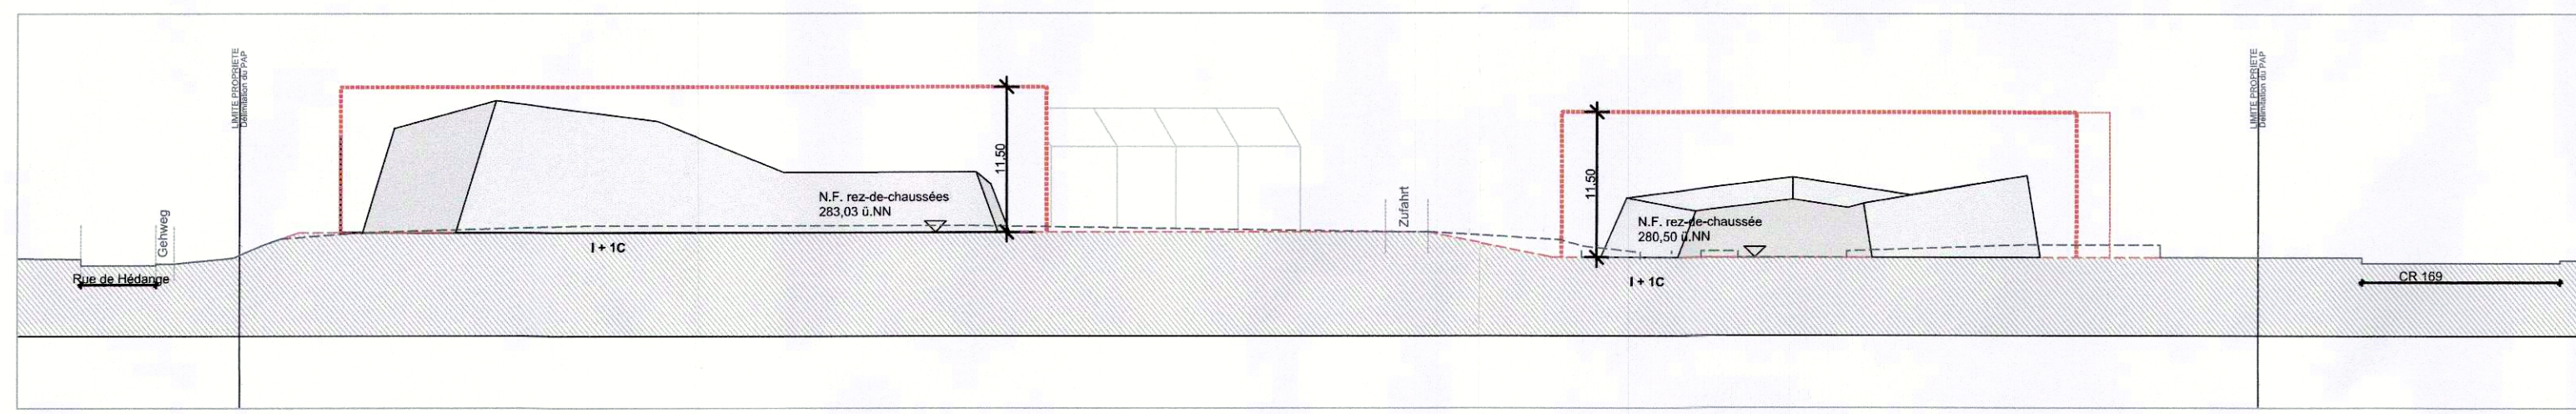 LIMITE PROPRIETE
Délimitation du PAP
Gehweg
Rue de Hédange
11,50
N.F. rez-de-chaussées
283,03 ü.NN
I + 1C
Zufahrt
11,50
N.F. rez-de-chaussée
280,50 ü.NN
I + 1C
LIMITE PROPRIETE
Délimitation du PAP
CR 169